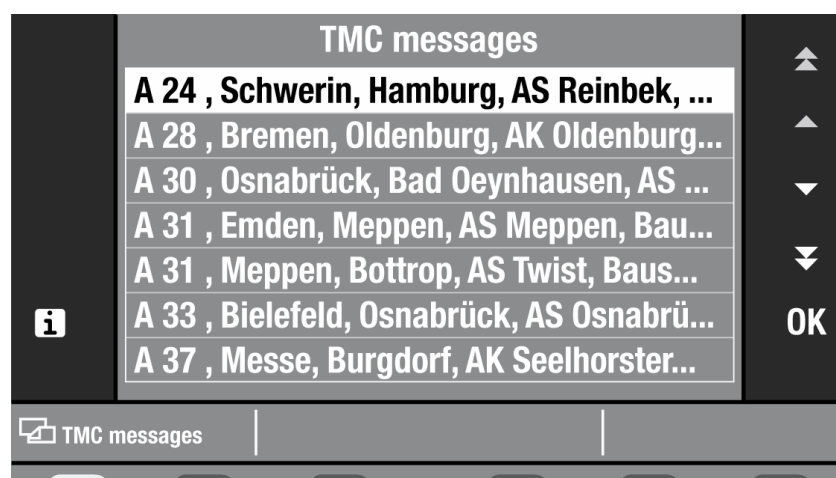 TMC messages
A 24 , Schwerin, Hamburg, AS Reinbek, ...
A 28 , Bremen, Oldenburg, AK Oldenburg...
A 30 , Osnabrück, Bad Oeynhausen, AS ...
A 31 , Emden, Meppen, AS Meppen, Bau...
A 31 , Meppen, Bottrop, AS Twist, Baus...
A 33 , Bielefeld, Osnabrück, AS Osnabrü...
A 37 , Messe, Burgdorf, AK Seelhorster...
i
OK
TMC messages